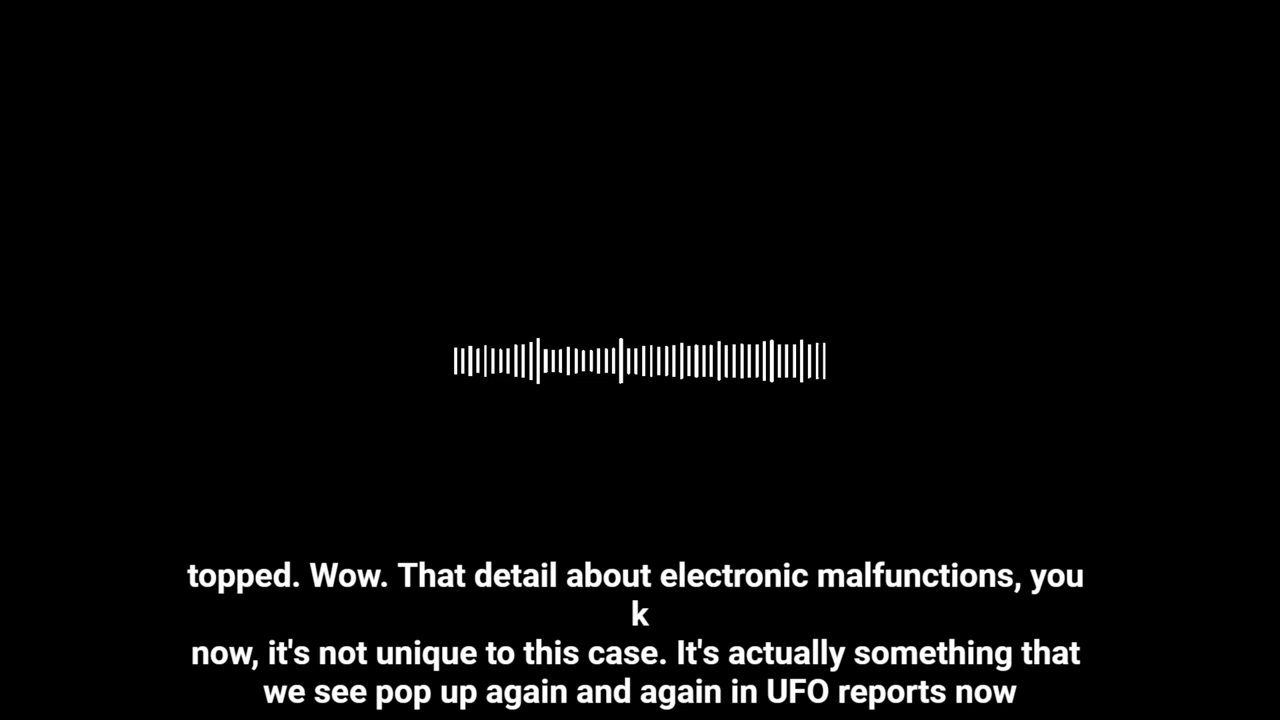 topped. Wow. That detail about electronic malfunctions, you
k
now, it's not unique to this case. It's actually something that
we see pop up again and again in UFO reports now